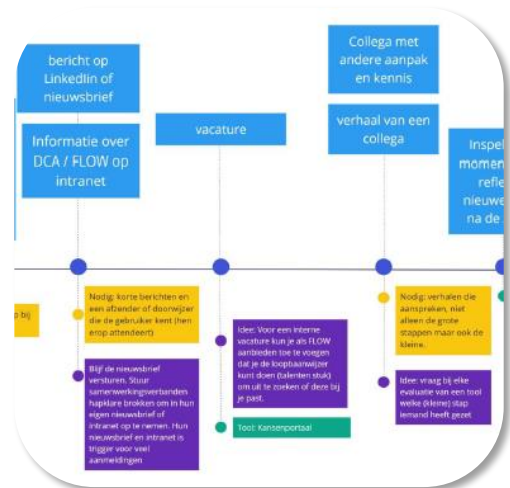 bericht op
LinkedIn of
nieuwsbrief
Informatie over
DCA / FLOW op
intranet
vacature
Collega met
andere aanpak
en kennis
verhaal van een
collega
Inspe
momen
refle
nieuwe
na de
p bij
Nodig: korte berichten en
een afzender of doorwijzer
die de gebruiker kent (hen
erop attendeert)
Blijf de nieuwsbrief
versturen. Stuur
samenwerkingsverbanden
hapklare brokken om in hun
eigen nieuwsbrief of
intranet op te nemen. Hun
nieuwsbrief en intranet is
trigger voor veel
aanmeldingen
Idee: Voor een interne
vacature kun je als FLOW
aanbieden toe te voegen
dat je de loopbaanwijzer
kunt doen (talenten stuk)
om uit te zoeken of deze bij
je past.
Tool: Kansenportaal
Nodig: verhalen die
aanspreken, niet
alleen de grote
stappen maar ook de
kleine.
Idee: vraag bij elke
evaluatie van een tool
welke (kleine) stap
iemand heeft gezet